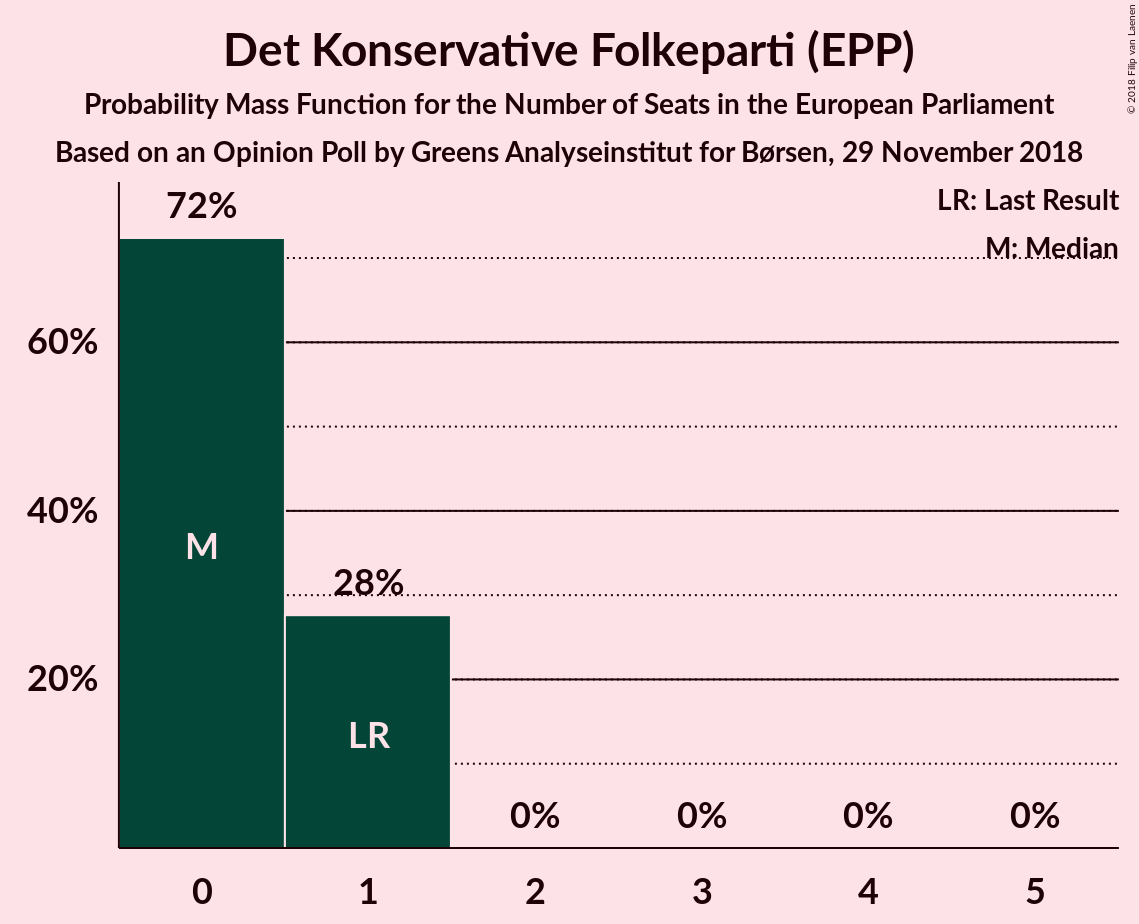 Det Konservative Folkeparti (EPP)
Probability Mass Function for the Number of Seats in the European Parliament
Based on an Opinion Poll by Greens Analyseinstitut for Børsen, 29 November 2018
© 2018 Filip van Laenen
LR: Last Result
M: Median
72%
60%
40%
M
28%
20%
LR
0% 0% 0% 0%
0 1 2 3 4 5